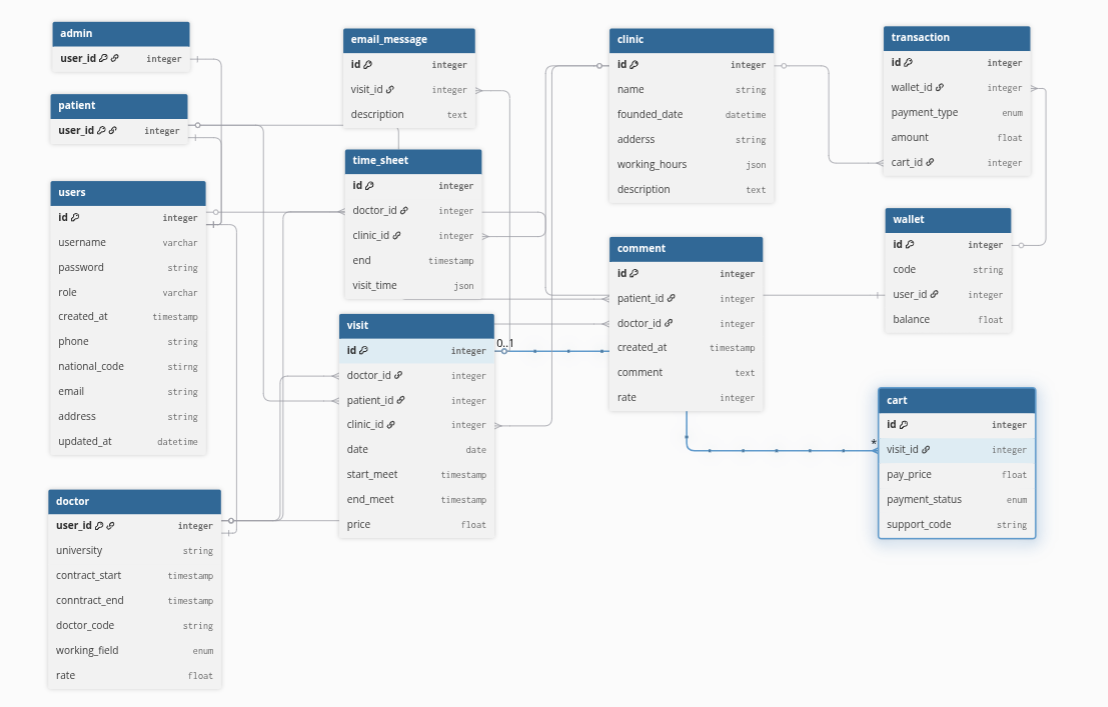 admin
user_id integer
patient
user_id integer
users
id integer
username varchar
password string
role varchar
created_at timestamp
phone string
national_code stirng
email string
address string
updated_at datetime
doctor
user_id integer
university string
contract_start timestamp
conntract_end timestamp
doctor_code string
working_field enum
rate float
email_message
id integer
visit_id integer
description text
time_sheet
id integer
doctor_id integer
clinic_id integer
end timestamp
visit_time json
visit
id integer
doctor_id integer
patient_id integer
clinic_id integer
date date
start_meet timestamp
end_meet timestamp
price float
0..1
clinic
id integer
name string
founded_date datetime
adderss string
working_hours json
description text
comment
id integer
patient_id integer
doctor_id integer
created_at timestamp
comment text
rate integer
transaction
id integer
wallet_id integer
payment_type enum
amount float
cart_id integer
wallet
id integer
code string
user_id integer
balance float
*
cart
id integer
visit_id integer
pay_price float
payment_status enum
support_code string